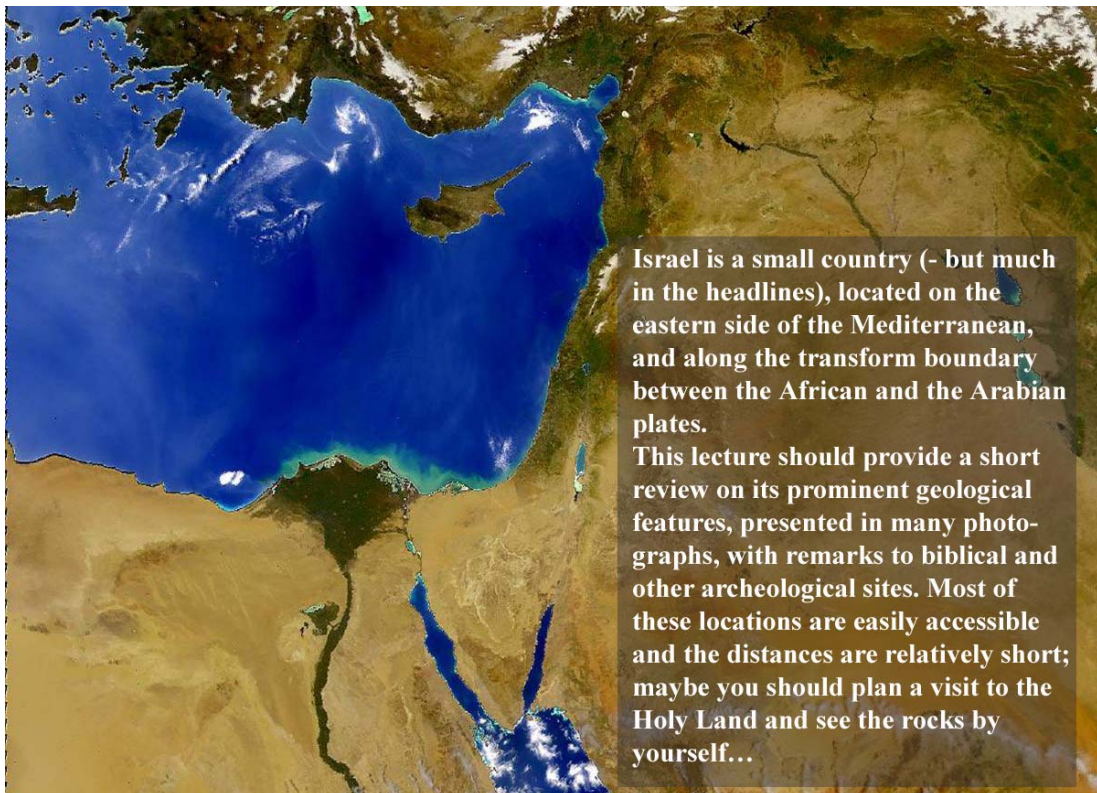 Israel is a small country (- but much
in the headlines), located on the
eastern side of the Mediterranean,
and along the transform boundary
between the African and the Arabian
plates.
This lecture should provide a short
review on its prominent geological
features, presented in many photo-
graphs, with remarks to biblical and
other archeological sites. Most of
these locations are easily accessible
and the distances are relatively short;
maybe you should plan a visit to the
Holy Land and see the rocks by
yourself…